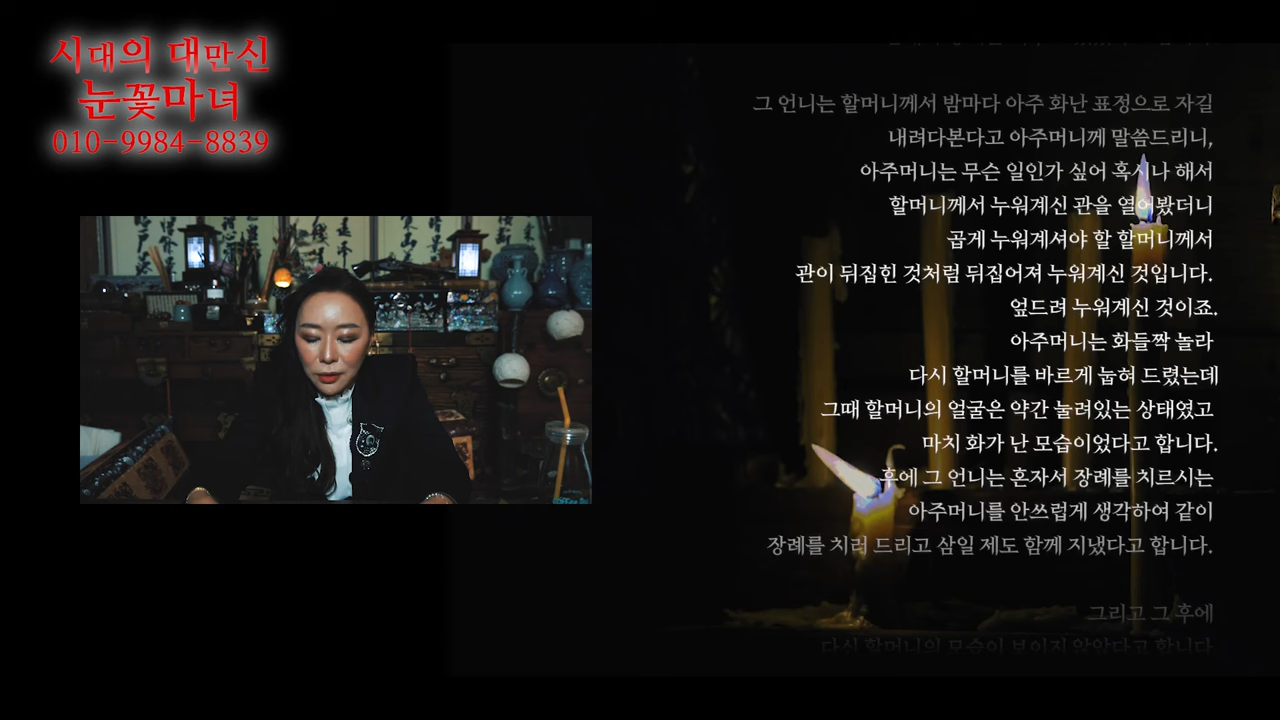 시대의 대만신
눈꽃마녀
010-9984-8839
그 언니는 할머니께서 밤마다 아주 화난 표정으로 자길
내려다본다고 아주머니께 말씀드리니,
아주머니는 무슨 일인가 싶어 혹시나 해서
할머니께서 누워계신 관을 열어봤더니
곱게 누워계셔야 할 할머니께서
관이 뒤집힌 것처럼 뒤집어져 누워계신 것입니다.
엎드려 누워계신 것이죠.
아주머니는 화들짝 놀라
다시 할머니를 바르게 눕혀 드렸는데
그때 할머니의 얼굴은 약간 눌려있는 상태였고
마치 화가 난 모습이었다고 합니다.
후에 그 언니는 혼자서 장례를 치르시는
아주머니를 안쓰럽게 생각하여 같이
장례를 치러 드리고 삼일 제도 함께 지냈다고 합니다.
그리고 그 후에
다신 할머니의 모습이 보이지 않았다고 합니다